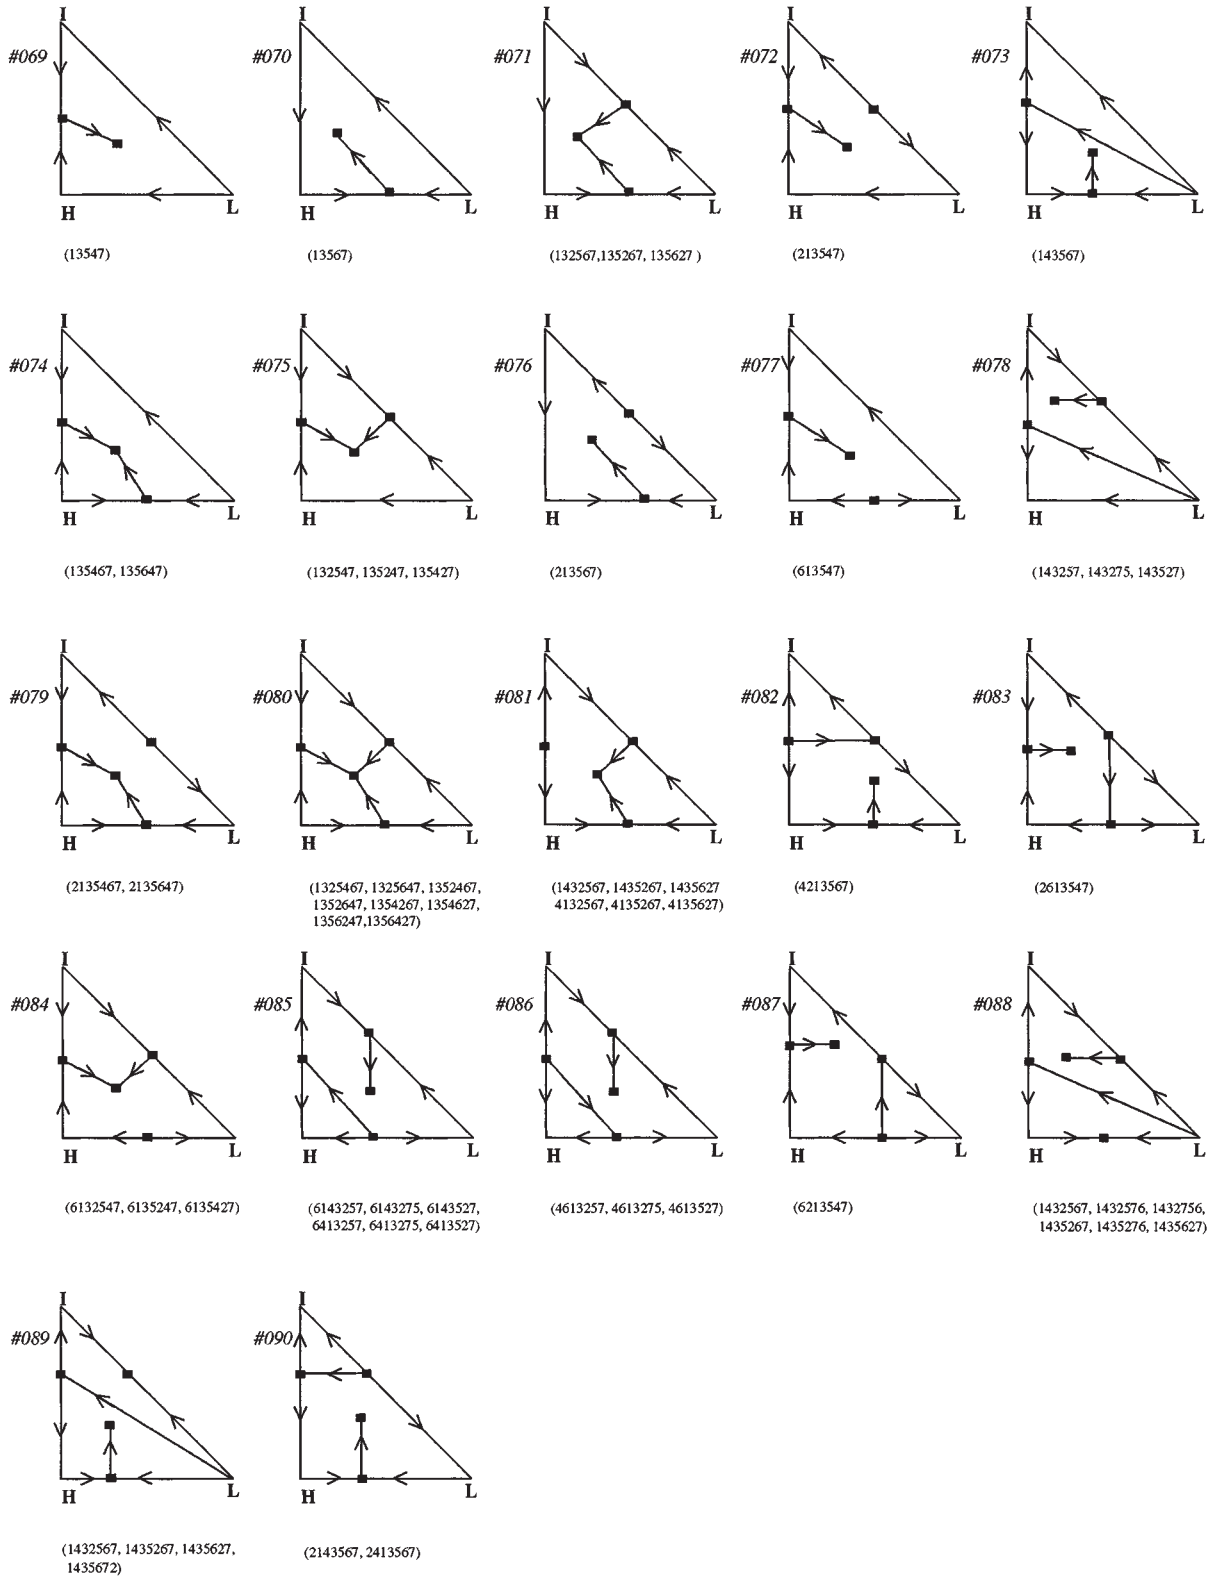 I I I I I
#069 #070 #071 #072 #073
H L H L H L H L H L
(13547) (13567) (132567,135267, 135627 ) (213547) (143567)
I I I I I
#074 #075 #076 #077 #078
H L H L H L H L H L
(135467, 135647) (132547, 135247, 135427) (213567) (613547) (143257, 143275, 143527)
I I I I I
#079 #080 #081 #082 #083
H L H L H L H L H L
(2135467, 2135647) (1325467, 1325647, 1352467, (1432567, 1435267, 1435627 (4213567) (2613547)
1352647, 1354267, 1354627, 4132567, 4135267, 4135627)
1356247,1356427)
I I I I I
#084 #085 #086 #087 #088
H L H L H L H L H L
(6132547, 6135247, 6135427) (6143257, 6143275, 6143527, (4613257, 4613275, 4613527) (6213547) (1432567, 1432576, 1432756,
6413257, 6413275, 6413527) 1435267, 1435276, 1435627)
I I
#089 #090
H L H L
(1432567, 1435267, 1435627, (2143567, 2413567)
1435672)